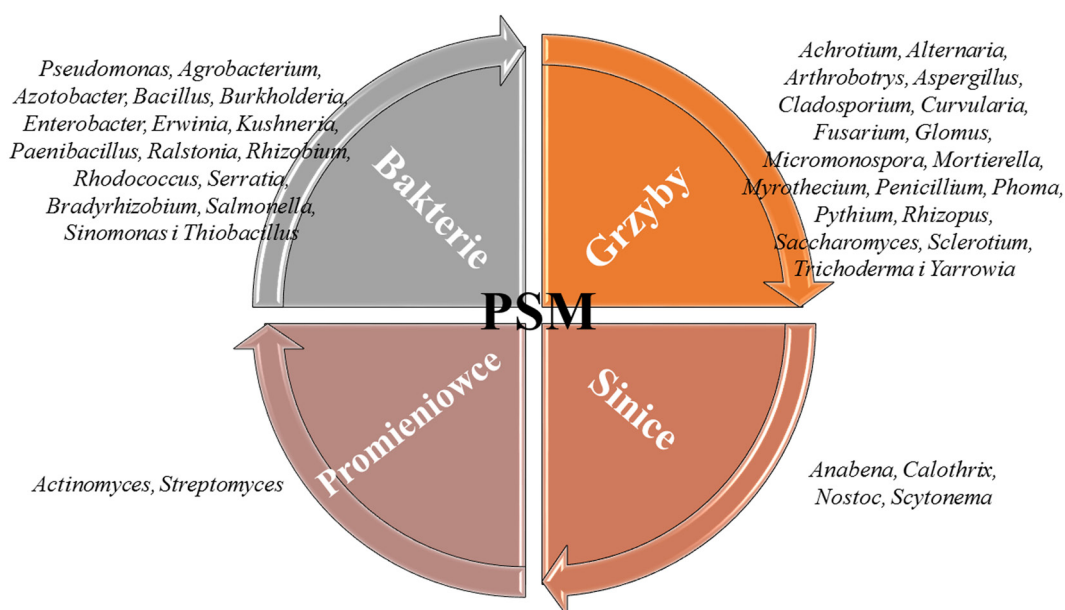 Pseudomonas, Agrobacterium,
Azotobacter, Bacillus, Burkholderia,
Enterobacter, Erwinia, Kushneria,
Paenibacillus, Ralstonia, Rhizobium,
Rhodococcus, Serratia,
Bradyrhizobium, Salmonella,
Sinomonas i Thiobacillus
Bakterie
Grzyby
Achrotium, Alternaria,
Arthrobotrys, Aspergillus,
Cladosporium, Curvularia,
Fusarium, Glomus,
Micromonospora, Mortierella,
Myrothecium, Penicillium, Phoma,
Pythium, Rhizopus,
Saccharomyces, Sclerotium,
Trichoderma i Yarrowia
PSM
Promieniowce
Sinice
Actinomyces, Streptomyces
Anabena, Calothrix,
Nostoc, Scytonema